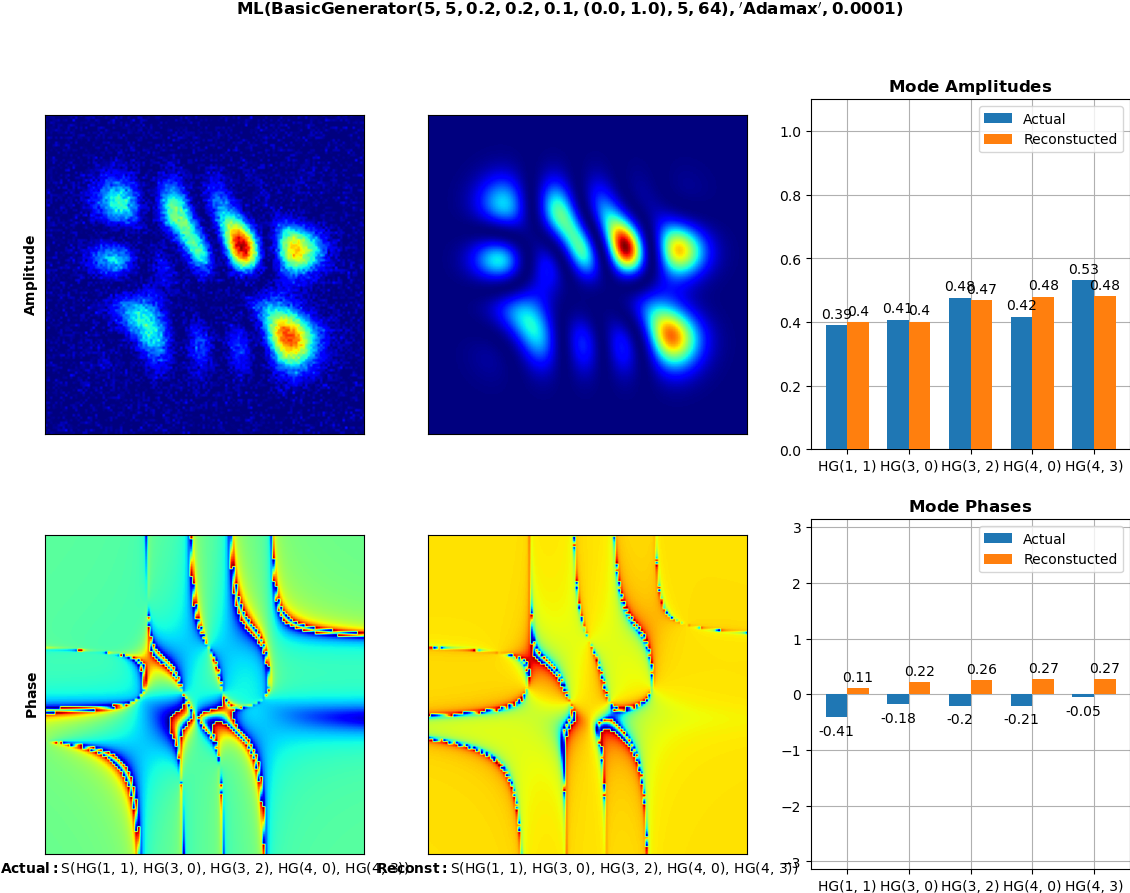 ML(BasicGenerator(5, 5, 0.2, 0.2, 0.1, (0.0, 1.0), 5, 64), 'Adamax', 0.0001)
Mode Amplitudes
Amplitude
Actual
Reconstucted
1.0
0.8
0.6
0.4
0.2
0.0
0.39
0.4
0.41
0.4
0.48
0.47
0.42
0.48
0.53
0.48
HG(1, 1) HG(3, 0) HG(3, 2) HG(4, 0) HG(4, 3)
Mode Phases
Phase
Actual
Reconstucted
3
2
1
0
−1
−2
−3
-0.41
0.11
-0.18
0.22
-0.2
0.26
-0.21
0.27
-0.05
0.27
HG(1, 1) HG(3, 0) HG(3, 2) HG(4, 0) HG(4, 3)
Actual: S(HG(1, 1), HG(3, 0), HG(3, 2), HG(4, 0), HG(4, 3))
Reconst: S(HG(1, 1), HG(3, 0), HG(3, 2), HG(4, 0), HG(4, 3))